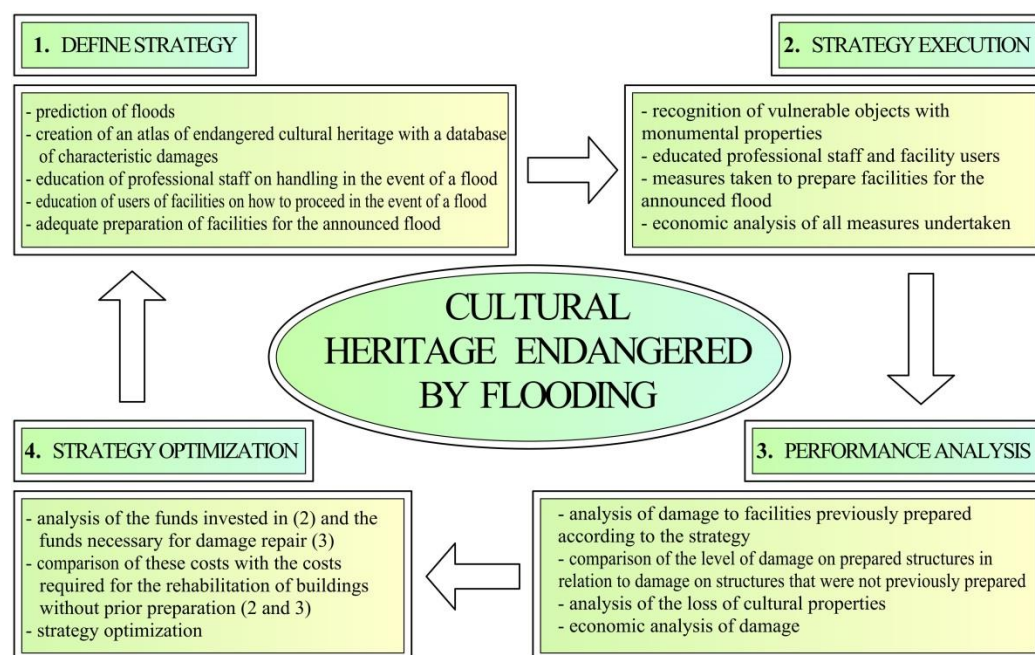 1. DEFINE STRATEGY
- prediction of floods
- creation of an atlas of endangered cultural heritage with a database
of characteristic damages
- education of professional staff on handling in the event of a flood
- education of users of facilities on how to proceed in the event of a flood
- adequate preparation of facilities for the announced flood
2. STRATEGY EXECUTION
- recognition of vulnerable objects with
monumental properties
- educated professional staff and facility users
- measures taken to prepare facilities for the
announced flood
- economic analysis of all measures undertaken
CULTURAL
HERITAGE ENDANGERED
BY FLOODING
3. PERFORMANCE ANALYSIS
- analysis of damage to facilities previously prepared
according to the strategy
- comparison of the level of damage on prepared structures in
relation to damage on structures that were not previously prepared
- analysis of the loss of cultural properties
- economic analysis of damage
4. STRATEGY OPTIMIZATION
- analysis of the funds invested in (2) and the
funds necessary for damage repair (3)
- comparison of these costs with the costs
required for the rehabilitation of buildings
without prior preparation (2 and 3)
- strategy optimization